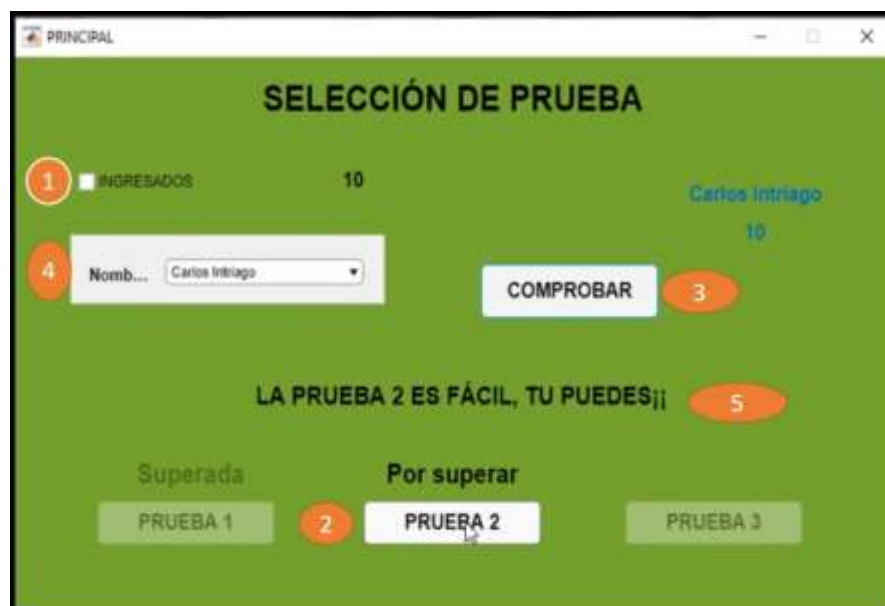 PRINCIPAL
SELECCIÓN DE PRUEBA
1 INGRESADOS 10
Carlos Intriago
10
4 Nomb... Carlos Intriago
COMPROBAR 3
LA PRUEBA 2 ES FÁCIL, TU PUEDES¡¡ 5
Superada Por superar
PRUEBA 1 2 PRUEBA 2 PRUEBA 3